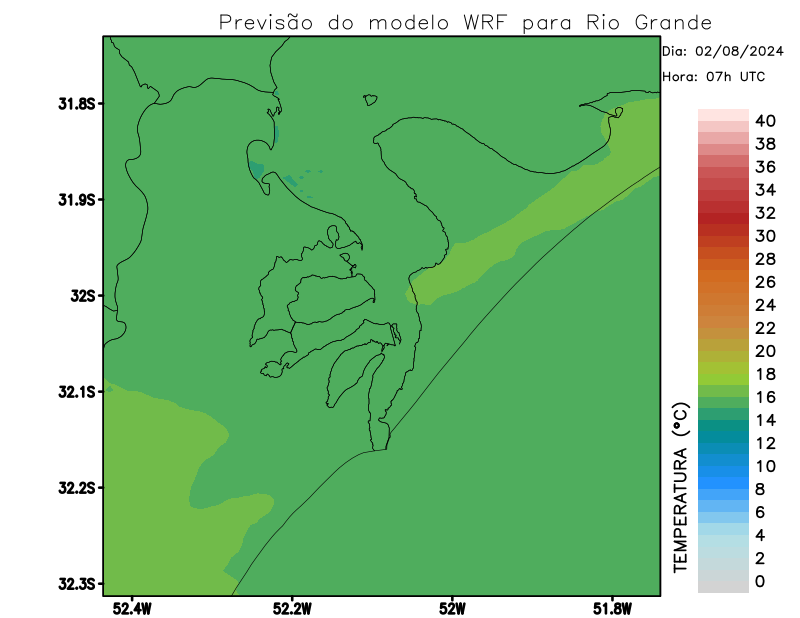 Previsão do modelo WRF para Rio Grande
Dia: 02/08/2024
Hora: 07h UTC
31.8S
31.9S
32S
32.1S
32.2S
32.3S
52.4W
52.2W
52W
51.8W
TEMPERATURA (°C)
40
38
36
34
32
30
28
26
24
22
20
18
16
14
12
10
8
6
4
2
0